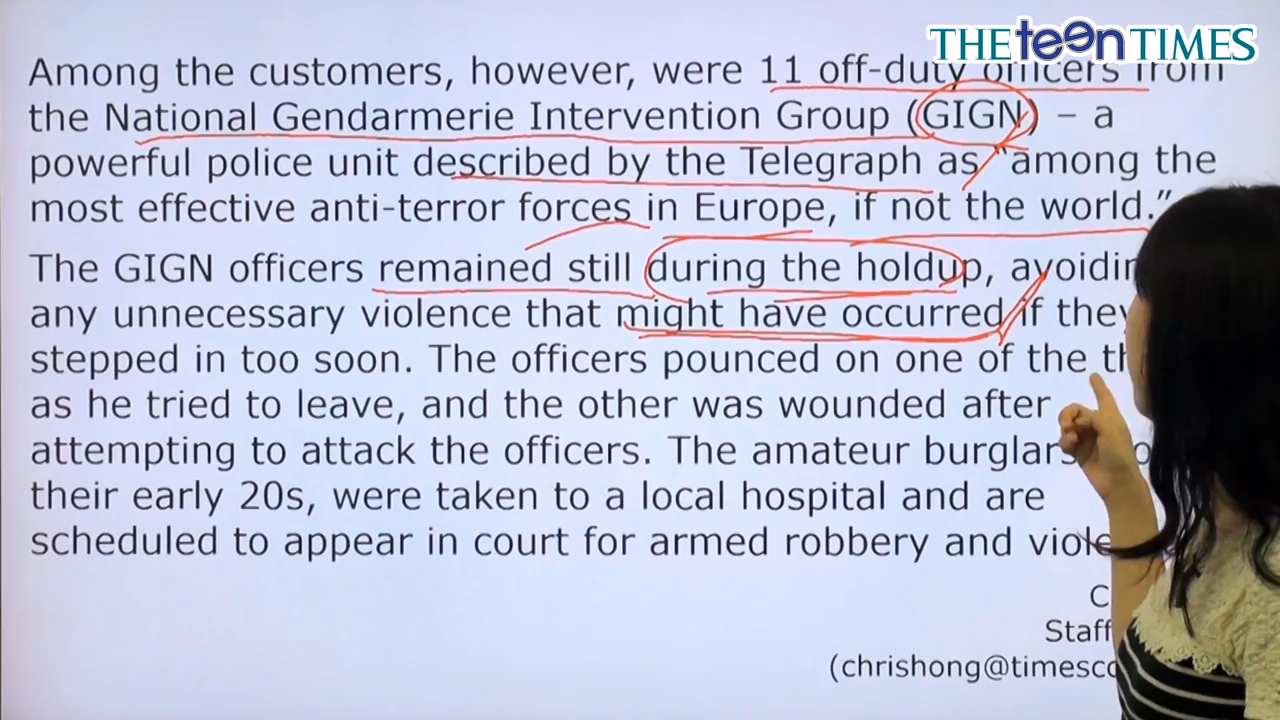 THE teen TIMES
Among the customers, however, were 11 off-duty officers from
the National Gendarmerie Intervention Group (GIGN) – a
powerful police unit described by the Telegraph as “among the
most effective anti-terror forces in Europe, if not the world.”
The GIGN officers remained still during the holdup,
any unnecessary violence that might have occurred if they
stepped in too soon. The officers pounced on one of the
as he tried to leave, and the other was wounded after
attempting to attack the officers. The amateur
their early 20s, were taken to a local hospital and are
scheduled to appear in court for armed robbery and
Staff